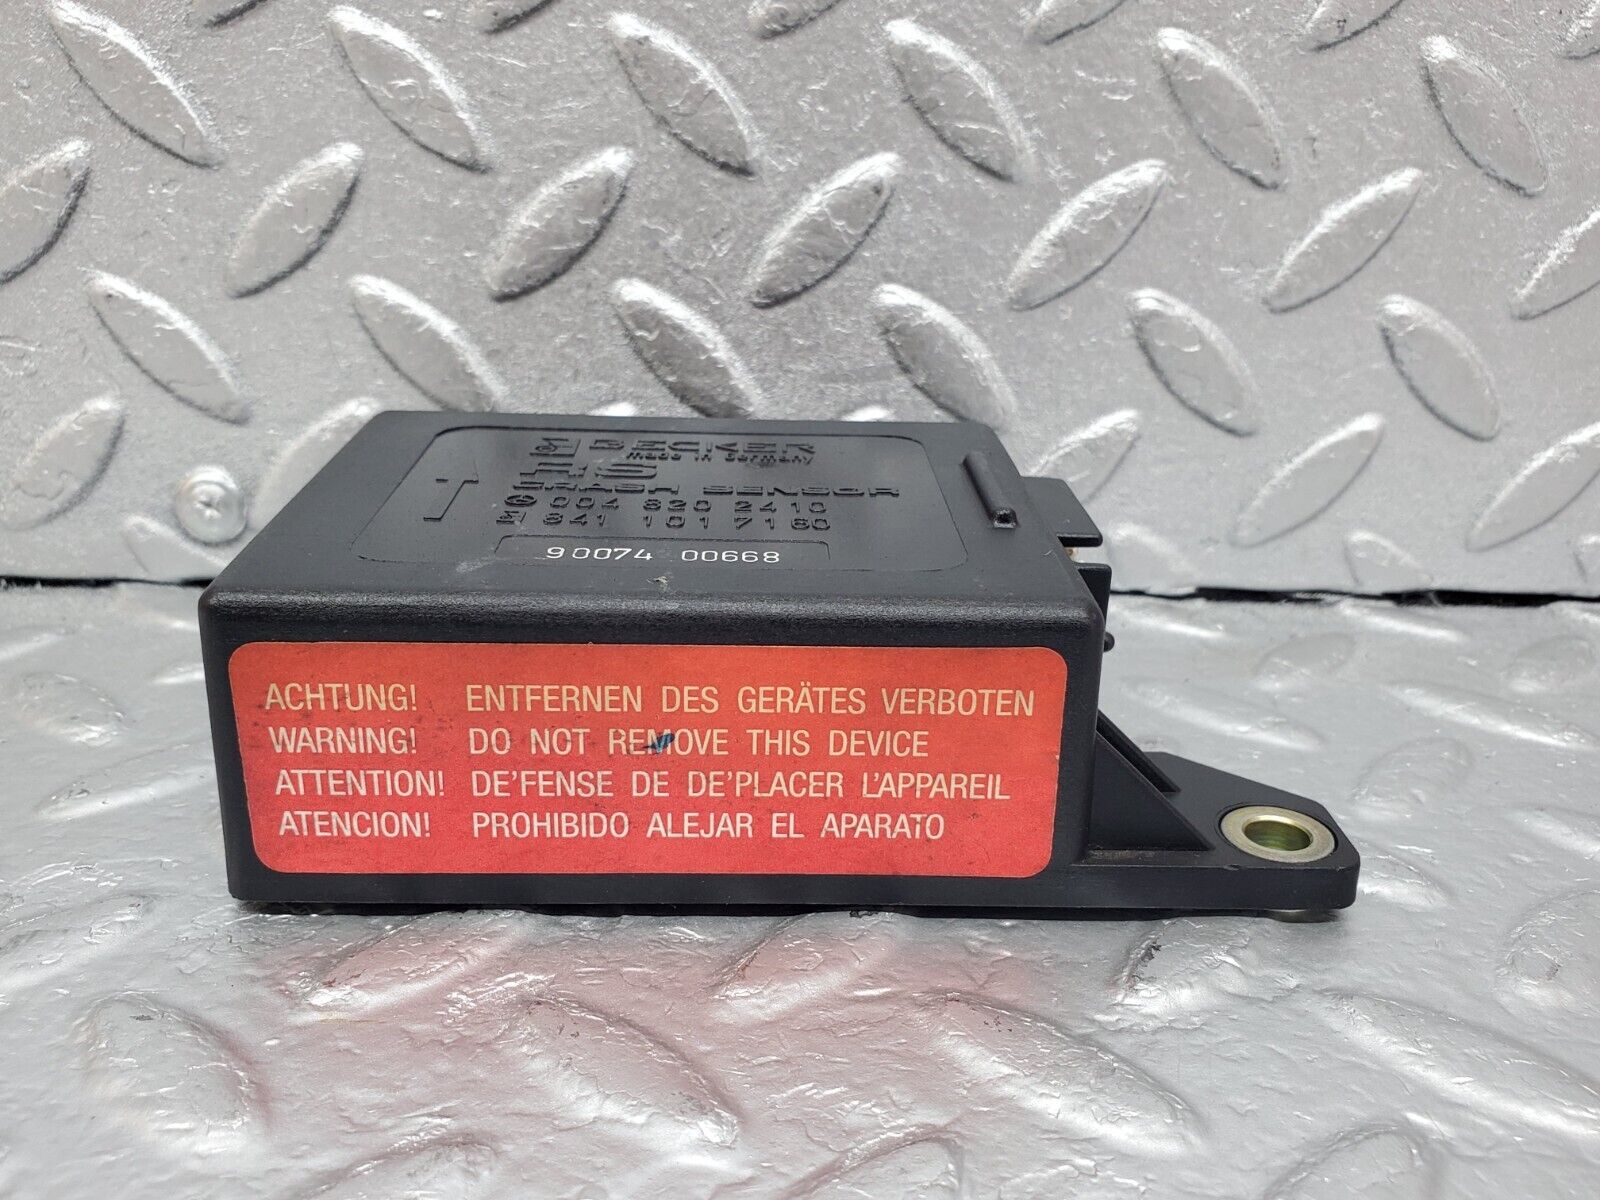 BECKER
made in Germany
RS
CRASH SENSOR
004 820 2410
841 101 7160
90074 00668
ACHTUNG! ENTFERNEN DES GERÄTES VERBOTEN
WARNING! DO NOT REMOVE THIS DEVICE
ATTENTION! DE'FENSE DE DE'PLACER L'APPAREIL
ATENCION! PROHIBIDO ALEJAR EL APARATO